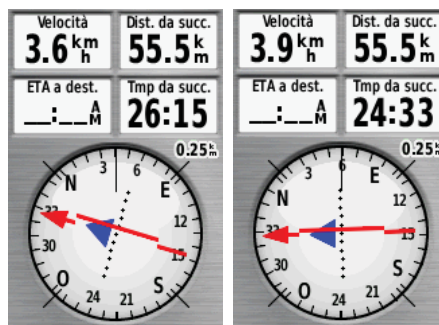 Velocità
3.6 km/h
Dist. da succ.
55.5 km
ETA a dest.
__:__ AM
Tmp da succ.
26:15
0.25 km
N
3
6
E
12
15
S
21
24
O
30
33
Velocità
3.9 km/h
Dist. da succ.
55.5 km
ETA a dest.
__:__ AM
Tmp da succ.
24:33
0.25 km
N
3
6
E
12
15
S
21
24
O
30
33